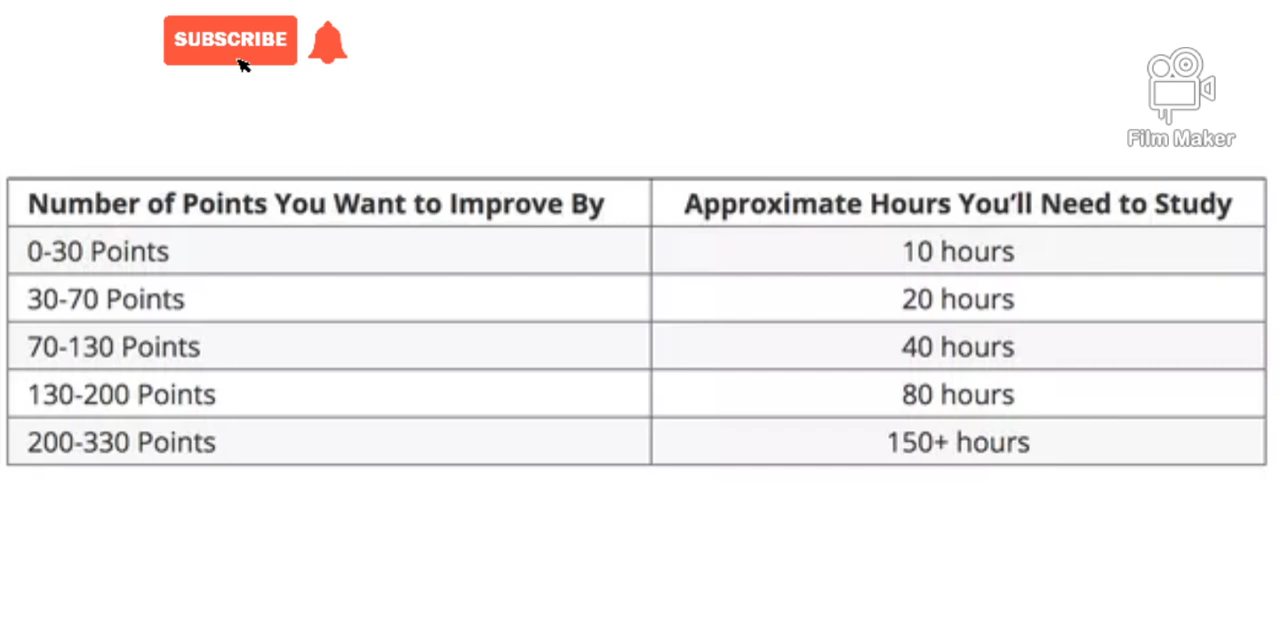 SUBSCRIBE
Film Maker
Number of Points You Want to Improve By Approximate Hours You'll Need to Study
0-30 Points 10 hours
30-70 Points 20 hours
70-130 Points 40 hours
130-200 Points 80 hours
200-330 Points 150+ hours